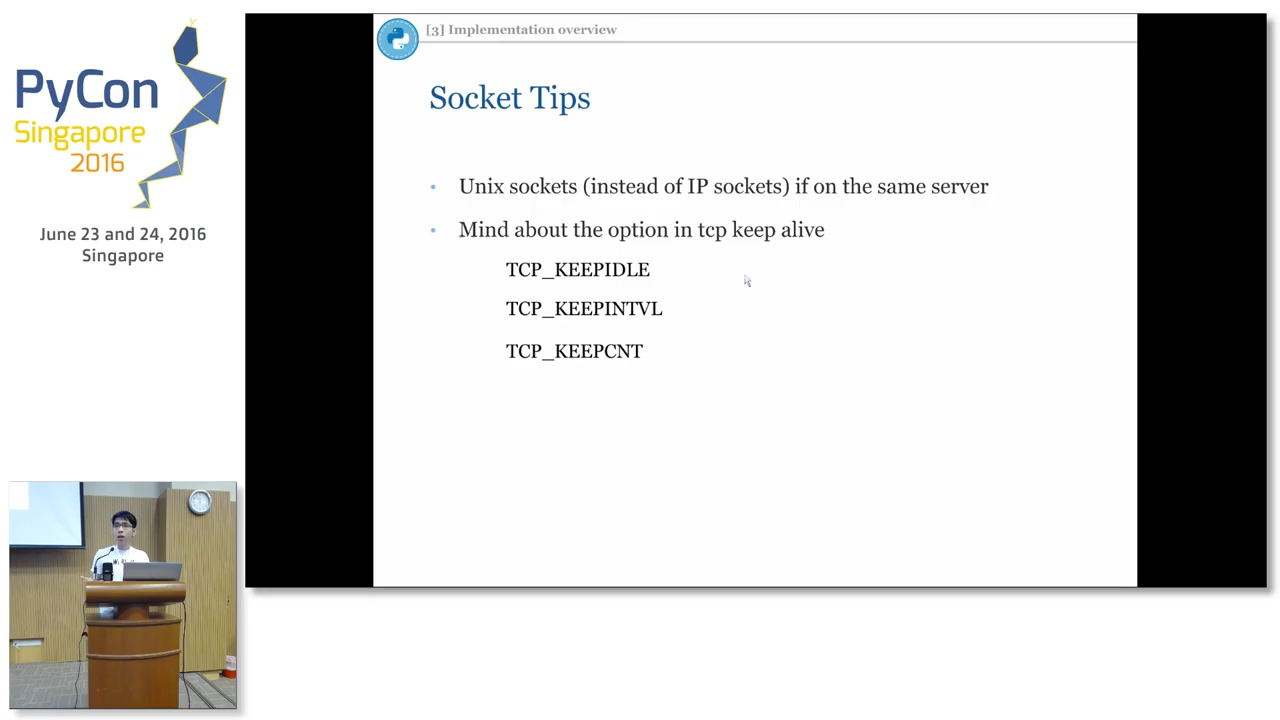 PyCon
Singapore
2016
June 23 and 24, 2016
Singapore
[3] Implementation overview
Socket Tips
• Unix sockets (instead of IP sockets) if on the same server
• Mind about the option in tcp keep alive
TCP_KEEPIDLE
TCP_KEEPINTVL
TCP_KEEPCNT